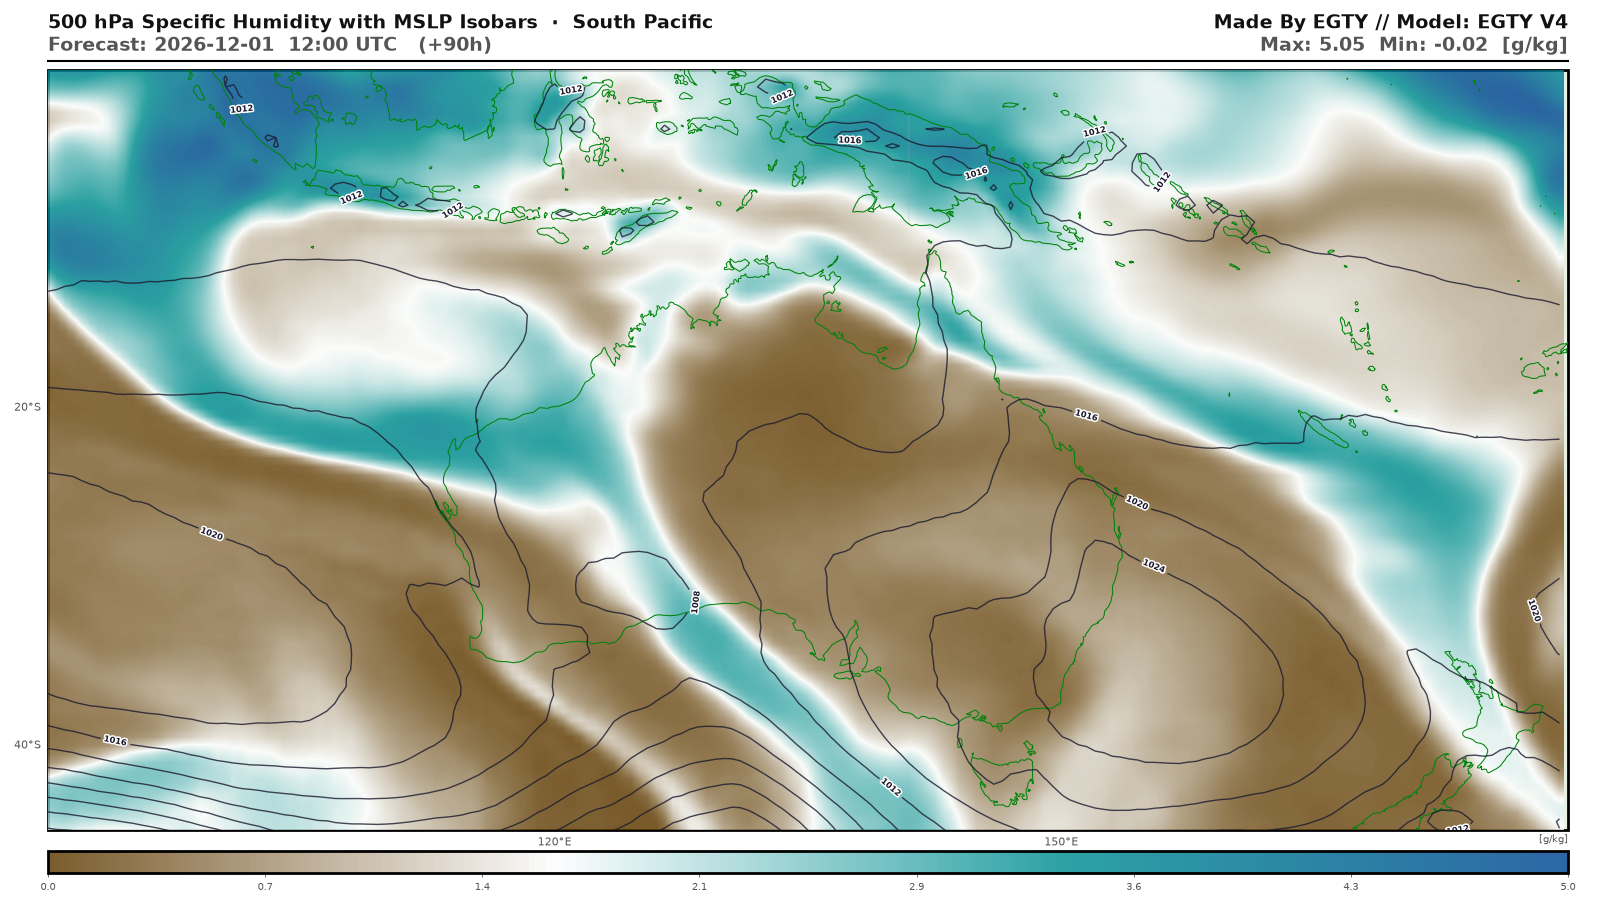 500 hPa Specific Humidity with MSLP Isobars · South Pacific
Made By EGTY // Model: EGTY V4
Forecast: 2026-12-01 12:00 UTC (+90h)
Max: 5.05 Min: -0.02 [g/kg]
1012
1012
1012
1012
1016
1016
1012
1012
1012
20°S
1016
1020
1020
1024
1008
1020
40°S
1016
1012
1012
120°E
150°E
[g/kg]
0.0
0.7
1.4
2.1
2.9
3.6
4.3
5.0